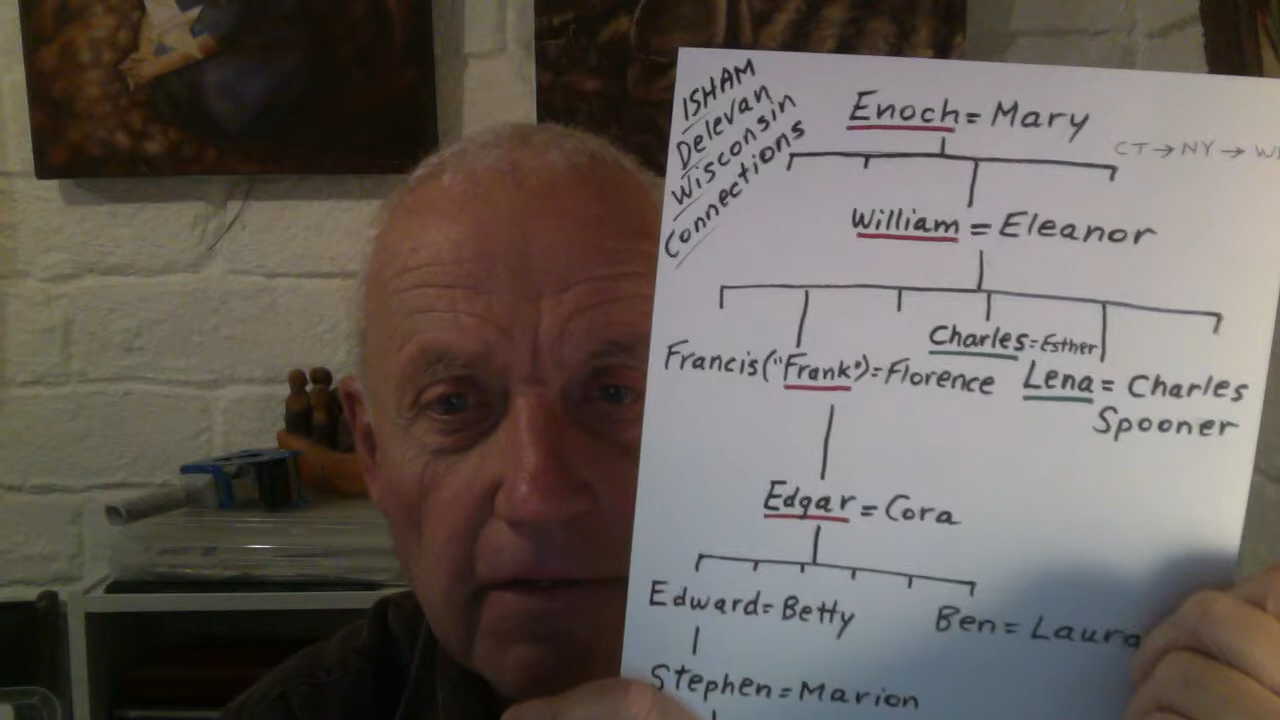 ISHAM
Delevan
Wisconsin
Connections
Enoch = Mary
CT → NY → WI
William = Eleanor
Charles = Esther
Francis ("Frank") = Florence
Lena = Charles
Spooner
Edgar = Cora
Edward = Betty
Ben = Laura
Stephen = Marion